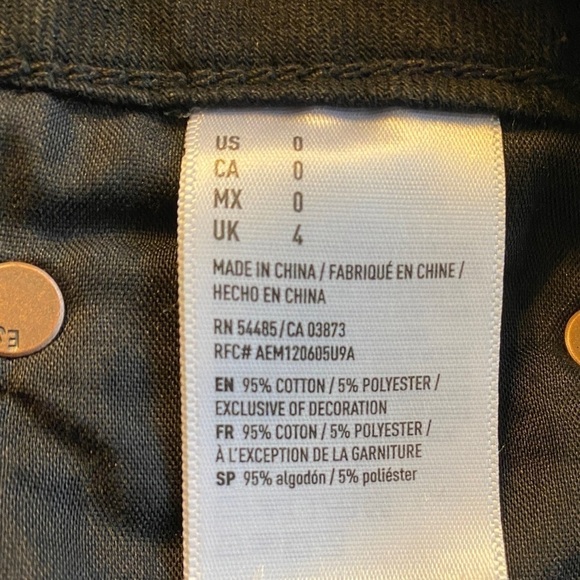 US 0
CA 0
MX 0
UK 4
MADE IN CHINA / FABRIQUÉ EN CHINE /
HECHO EN CHINA
RN 54485 / CA 03873
RFC# AEM120605U9A
EN 95% COTTON / 5% POLYESTER /
EXCLUSIVE OF DECORATION
FR 95% COTON / 5% POLYESTER /
À L'EXCEPTION DE LA GARNITURE
SP 95% algodón / 5% poliéster